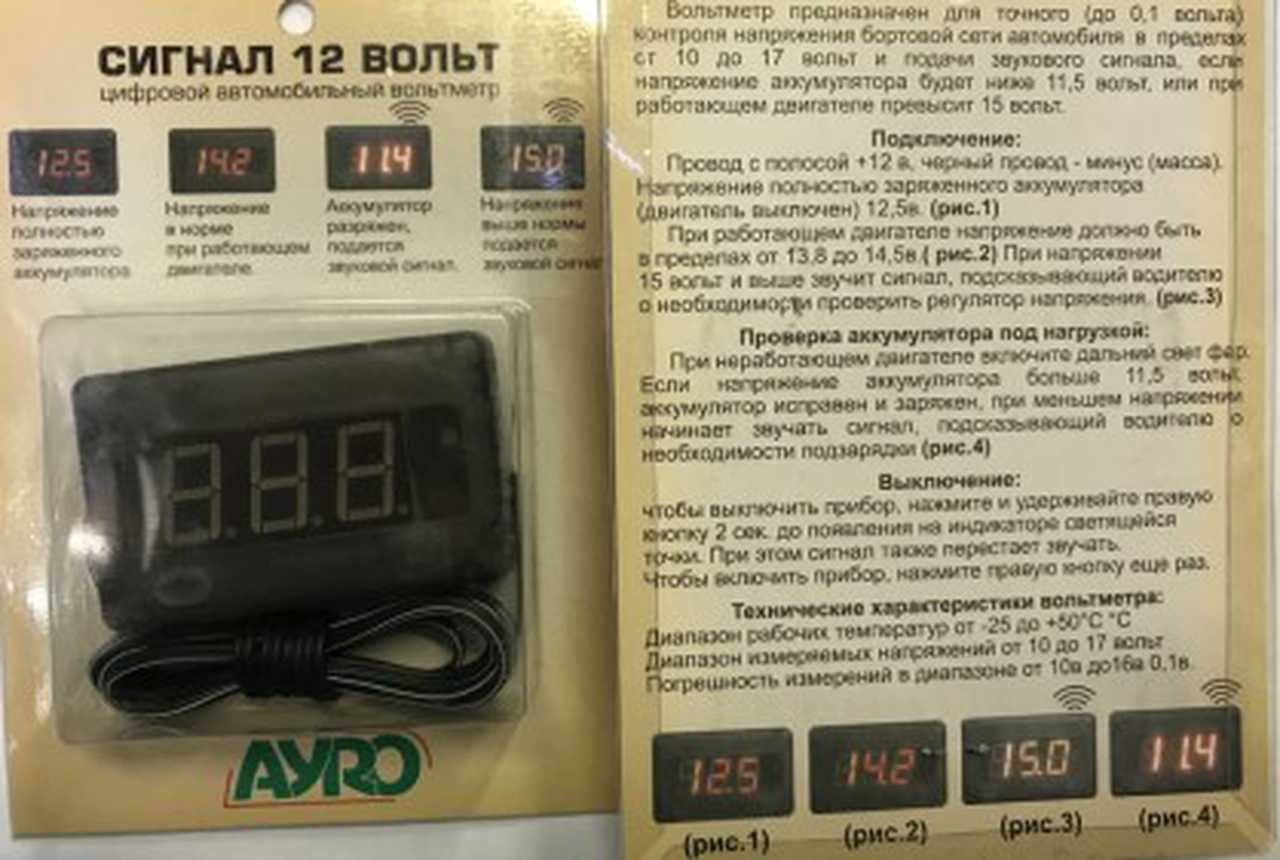 СИГНАЛ 12 ВОЛЬТ
цифровой автомобильный вольтметр
12.5
14.2
11.4
15.0
Напряжение
полностью
заряженного
аккумулятора
Напряжение
в норме
при работающем
двигателе.
Аккумулятор
разряжен,
подается
звуковой сигнал.
Напряжение
выше нормы
подается
звуковой сигнал
8.8.8.
АУRО
Вольтметр предназначен для точного (до 0,1 вольта)
контроля напряжения бортовой сети автомобиля в пределах
от 10 до 17 вольт и подачи звукового сигнала, если
напряжение аккумулятора будет ниже 11,5 вольт, или при
работающем двигателе превысит 15 вольт.
Подключение:
Провод с полосой +12 в, черный провод - минус (масса).
Напряжение полностью заряженного аккумулятора
(двигатель выключен) 12,5в. (рис.1)
При работающем двигателе напряжение должно быть
в пределах от 13,8 до 14,5в.( рис.2) При напряжении
15 вольт и выше звучит сигнал, подсказывающий водителю
о необходимости проверить регулятор напряжения. (рис.3)
Проверка аккумулятора под нагрузкой:
При неработающем двигателе включите дальний свет фар.
Если напряжение аккумулятора больше 11,5 вольт,
аккумулятор исправен и заряжен, при меньшем напряжении
начинает звучать сигнал, подсказывающий водителю о
необходимости подзарядки (рис.4)
Выключение:
чтобы выключить прибор, нажмите и удерживайте правую
кнопку 2 сек. до появления на индикаторе светящейся
точки. При этом сигнал также перестает звучать.
Чтобы включить прибор, нажмите правую кнопку еще раз.
Технические характеристики вольтметра:
Диапазон рабочих температур от -25 до +50°C °C
Диапазон измеряемых напряжений от 10 до 17 вольт
Погрешность измерений в диапазоне от 10в до16в 0,1в.
12.5
14.2
15.0
11.4
(рис.1)
(рис.2)
(рис.3)
(рис.4)